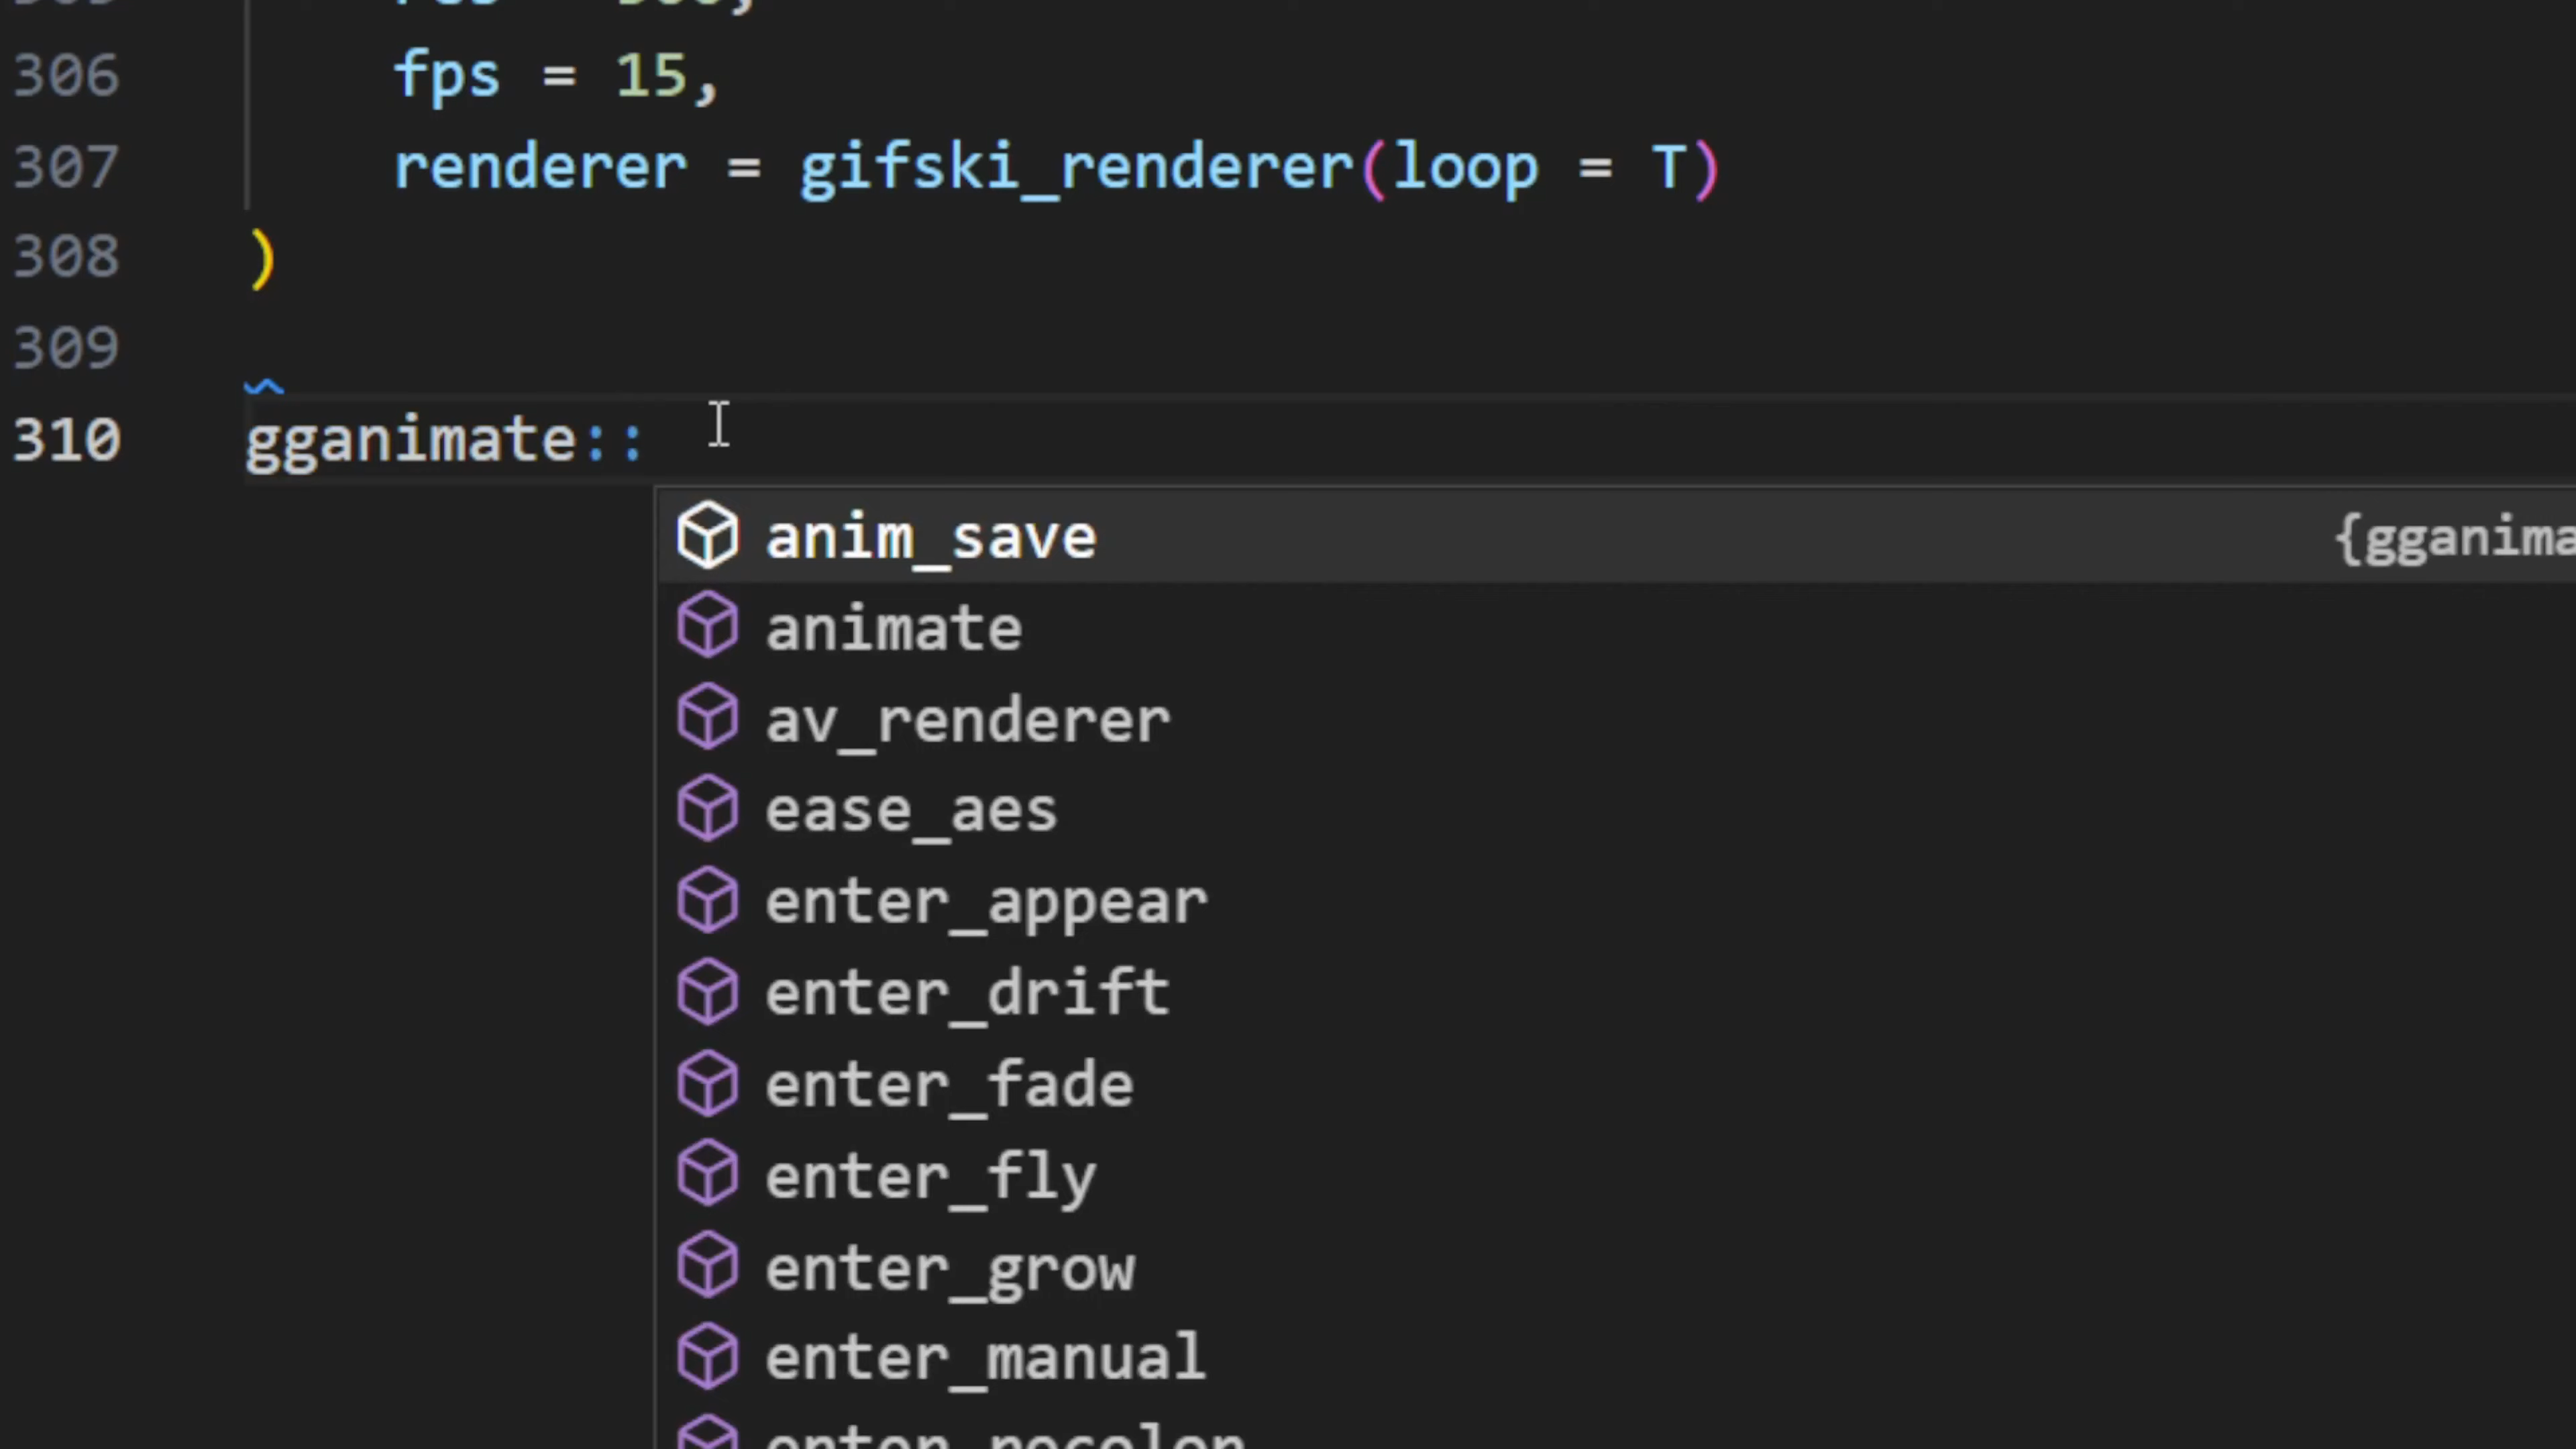 306 fps = 15,
307 renderer = gifski_renderer(loop = T)
308 )
309
310 gganimate::
anim_save {gganima
animate
av_renderer
ease_aes
enter_appear
enter_drift
enter_fade
enter_fly
enter_grow
enter_manual